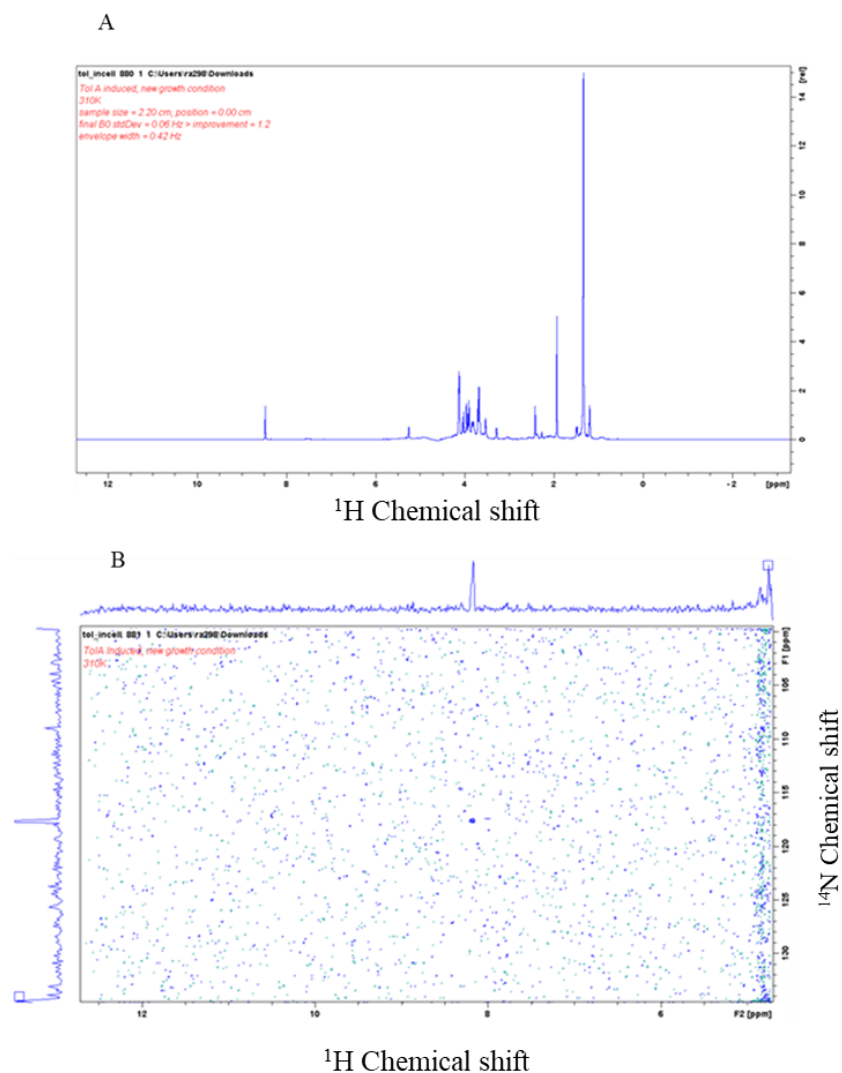 A
tol_incell 880 1 C:\Users\rz298\Downloads
Tol A induced, new growth condition
310K
sample size = 2.20 cm, position = 0.00 cm
final B0 stdDev = 0.06 Hz > improvement = 1.2
envelope width = 0.42 Hz
[rel]
14
12
10
8
6
4
2
0
12 10 8 6 4 2 0 -2 [ppm]
¹H Chemical shift
B
tol_incell 881 1 C:\Users\rz298\Downloads
TolA Induced, new growth condition
310K
F1 [ppm]
105
110
115
120
125
130
¹⁴N Chemical shift
12 10 8 6 F2 [ppm]
¹H Chemical shift